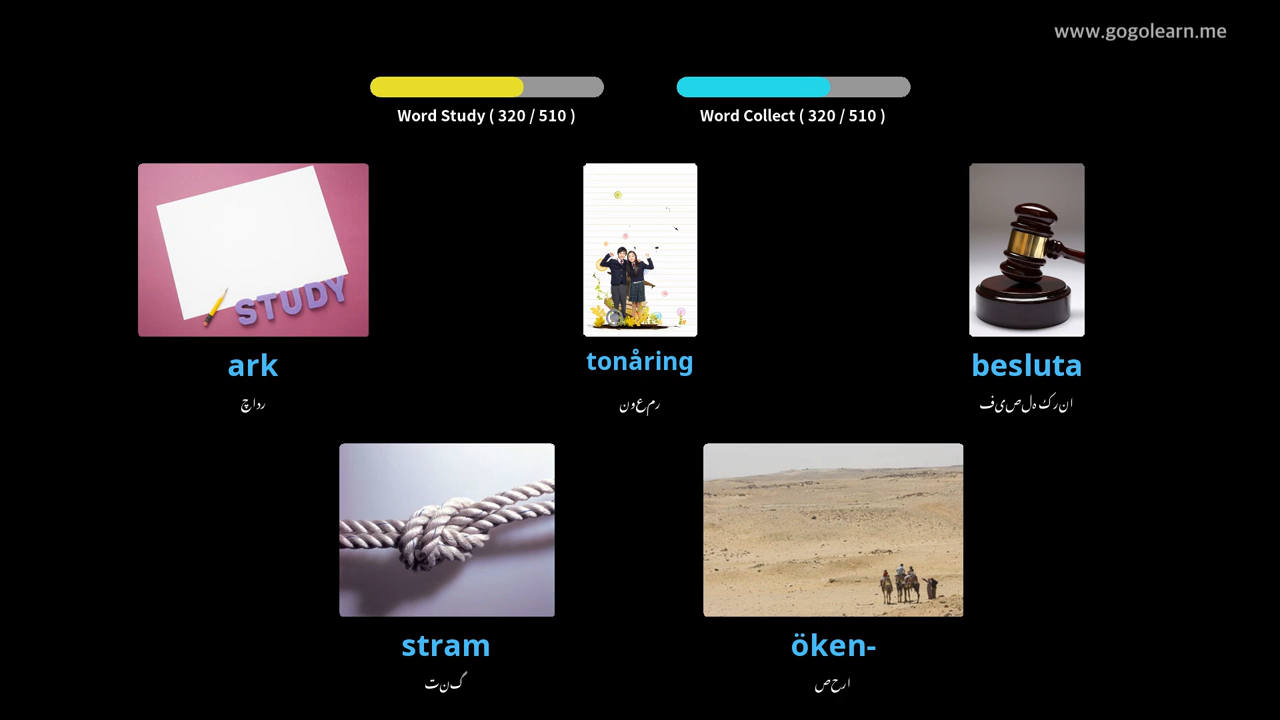 www.gogolearn.me
Word Study ( 320 / 510 )
Word Collect ( 320 / 510 )
STUDY
ark
چادر
tonåring
نوعمر
besluta
فیصلہ کرنا
stram
تنگ
öken-
صحرا